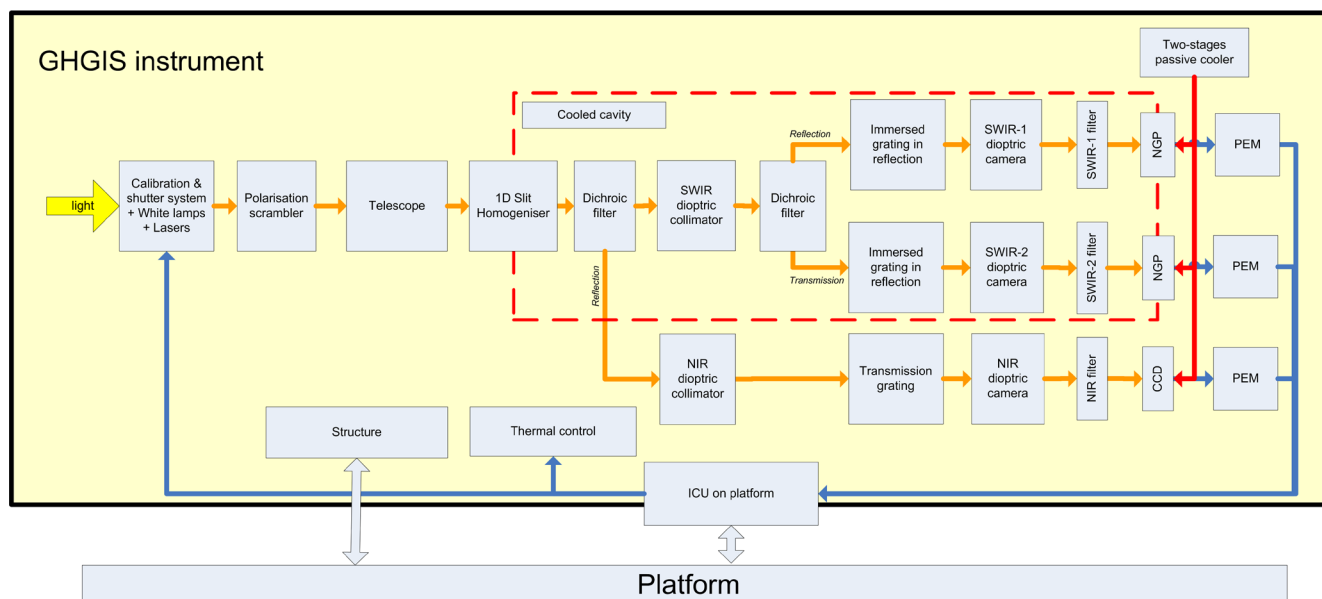 GHGIS instrument
Two-stages
passive cooler
Cooled cavity
light
Calibration &
shutter system
+ White lamps
+ Lasers
Polarisation
scrambler
Telescope
1D Slit
Homogeniser
Dichroic
filter
SWIR
dioptric
collimator
Dichroic
filter
Reflection
Immersed
grating in
reflection
SWIR-1
dioptric
camera
SWIR-1 filter
NGP
PEM
Transmission
Immersed
grating in
reflection
SWIR-2
dioptric
camera
SWIR-2 filter
NGP
PEM
Reflection
NIR
dioptric
collimator
Transmission
grating
NIR
dioptric
camera
NIR filter
CCD
PEM
Structure
Thermal control
ICU on
platform
Platform